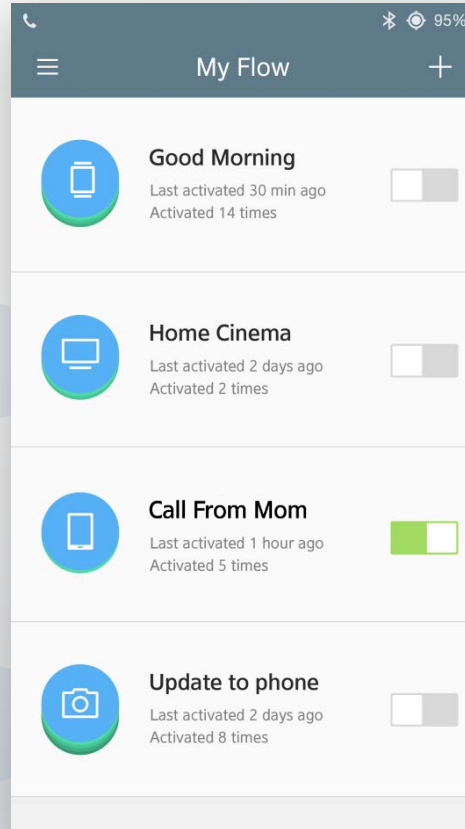 95%
My Flow
Good Morning
Last activated 30 min ago
Activated 14 times
Home Cinema
Last activated 2 days ago
Activated 2 times
Call From Mom
Last activated 1 hour ago
Activated 5 times
Update to phone
Last activated 2 days ago
Activated 8 times